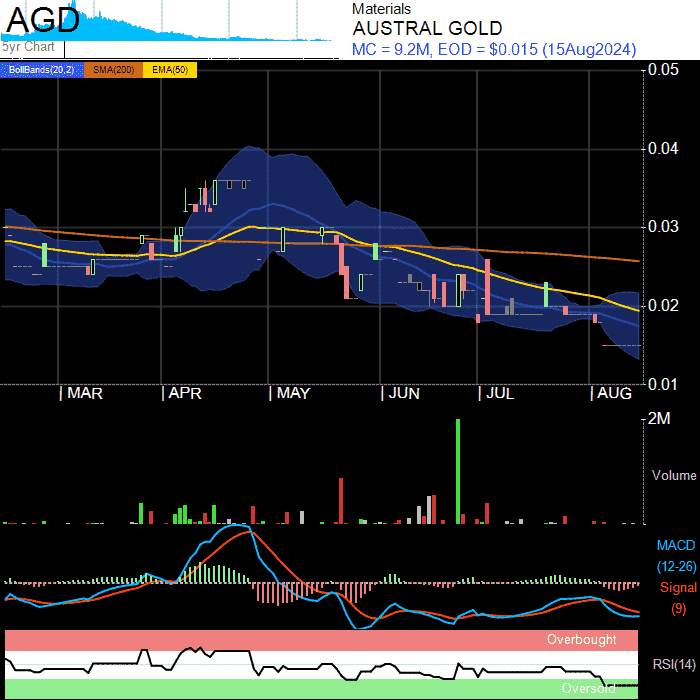 AGD
5yr Chart
Materials
AUSTRAL GOLD
MC = 9.2M, EOD = $0.015 (15Aug2024)
BollBands(20,2) SMA(200) EMA(50)
0.05
0.04
0.03
0.02
0.01
MAR APR MAY JUN JUL AUG
2M
Volume
MACD
(12-26)
Signal
(9)
Overbought
RSI(14)
Oversold